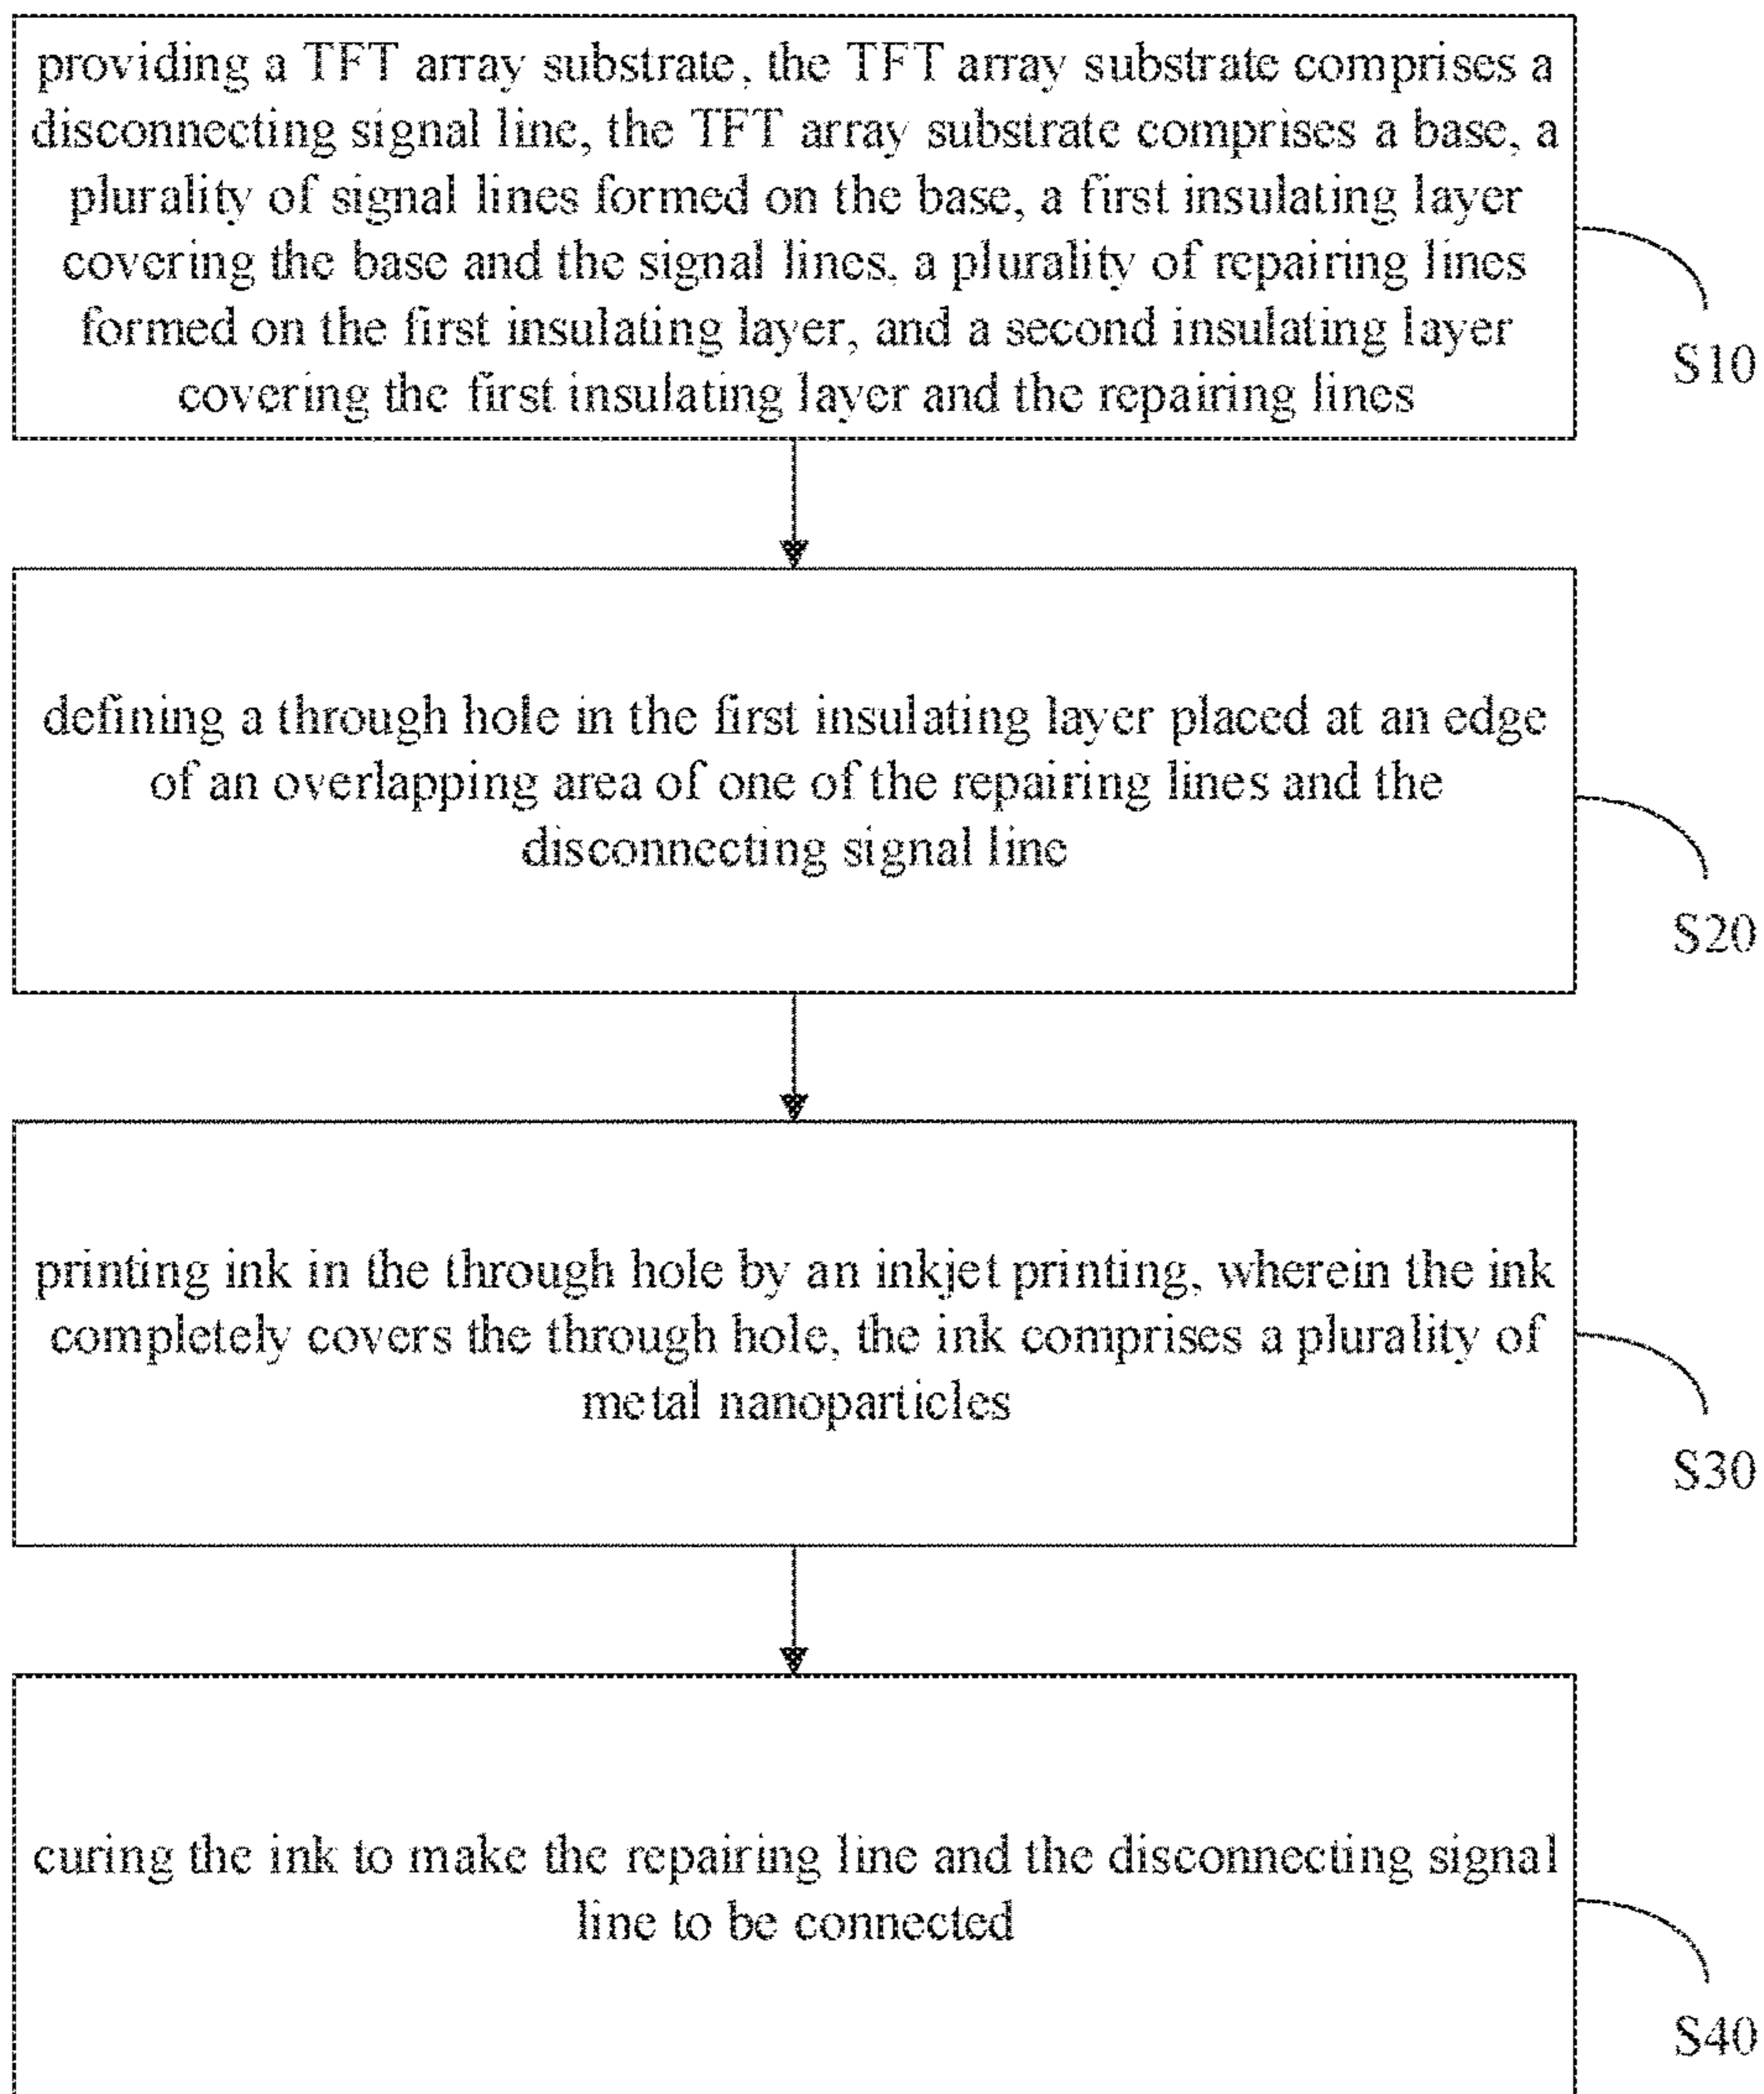 providing a TFT array substrate, the TFT array substrate comprises a
disconnecting signal line, the TFT array substrate comprises a base, a
plurality of signal lines formed on the base, a first insulating layer
covering the base and the signal lines, a plurality of repairing lines
formed on the first insulating layer, and a second insulating layer
covering the first insulating layer and the repairing lines
S10
defining a through hole in the first insulating layer placed at an edge
of an overlapping area of one of the repairing lines and the
disconnecting signal line
S20
printing ink in the through hole by an inkjet printing, wherein the ink
completely covers the through hole, the ink comprises a plurality of
metal nanoparticles
S30
curing the ink to make the repairing line and the disconnecting signal
line to be connected
S40